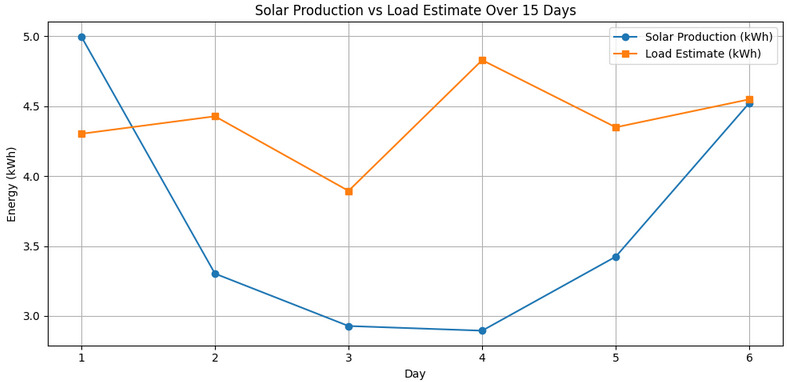 Solar Production vs Load Estimate Over 15 Days
Solar Production (kWh)
Load Estimate (kWh)
Energy (kWh)
5.0
4.5
4.0
3.5
3.0
1 2 3 4 5 6
Day